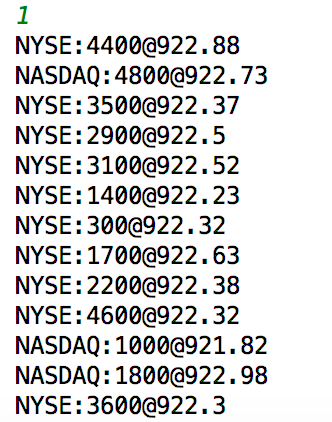 1
NYSE:4400@922.88
NASDAQ:4800@922.73
NYSE:3500@922.37
NYSE:2900@922.5
NYSE:3100@922.52
NYSE:1400@922.23
NYSE:300@922.32
NYSE:1700@922.63
NYSE:2200@922.38
NYSE:4600@922.32
NASDAQ:1000@921.82
NASDAQ:1800@922.98
NYSE:3600@922.3